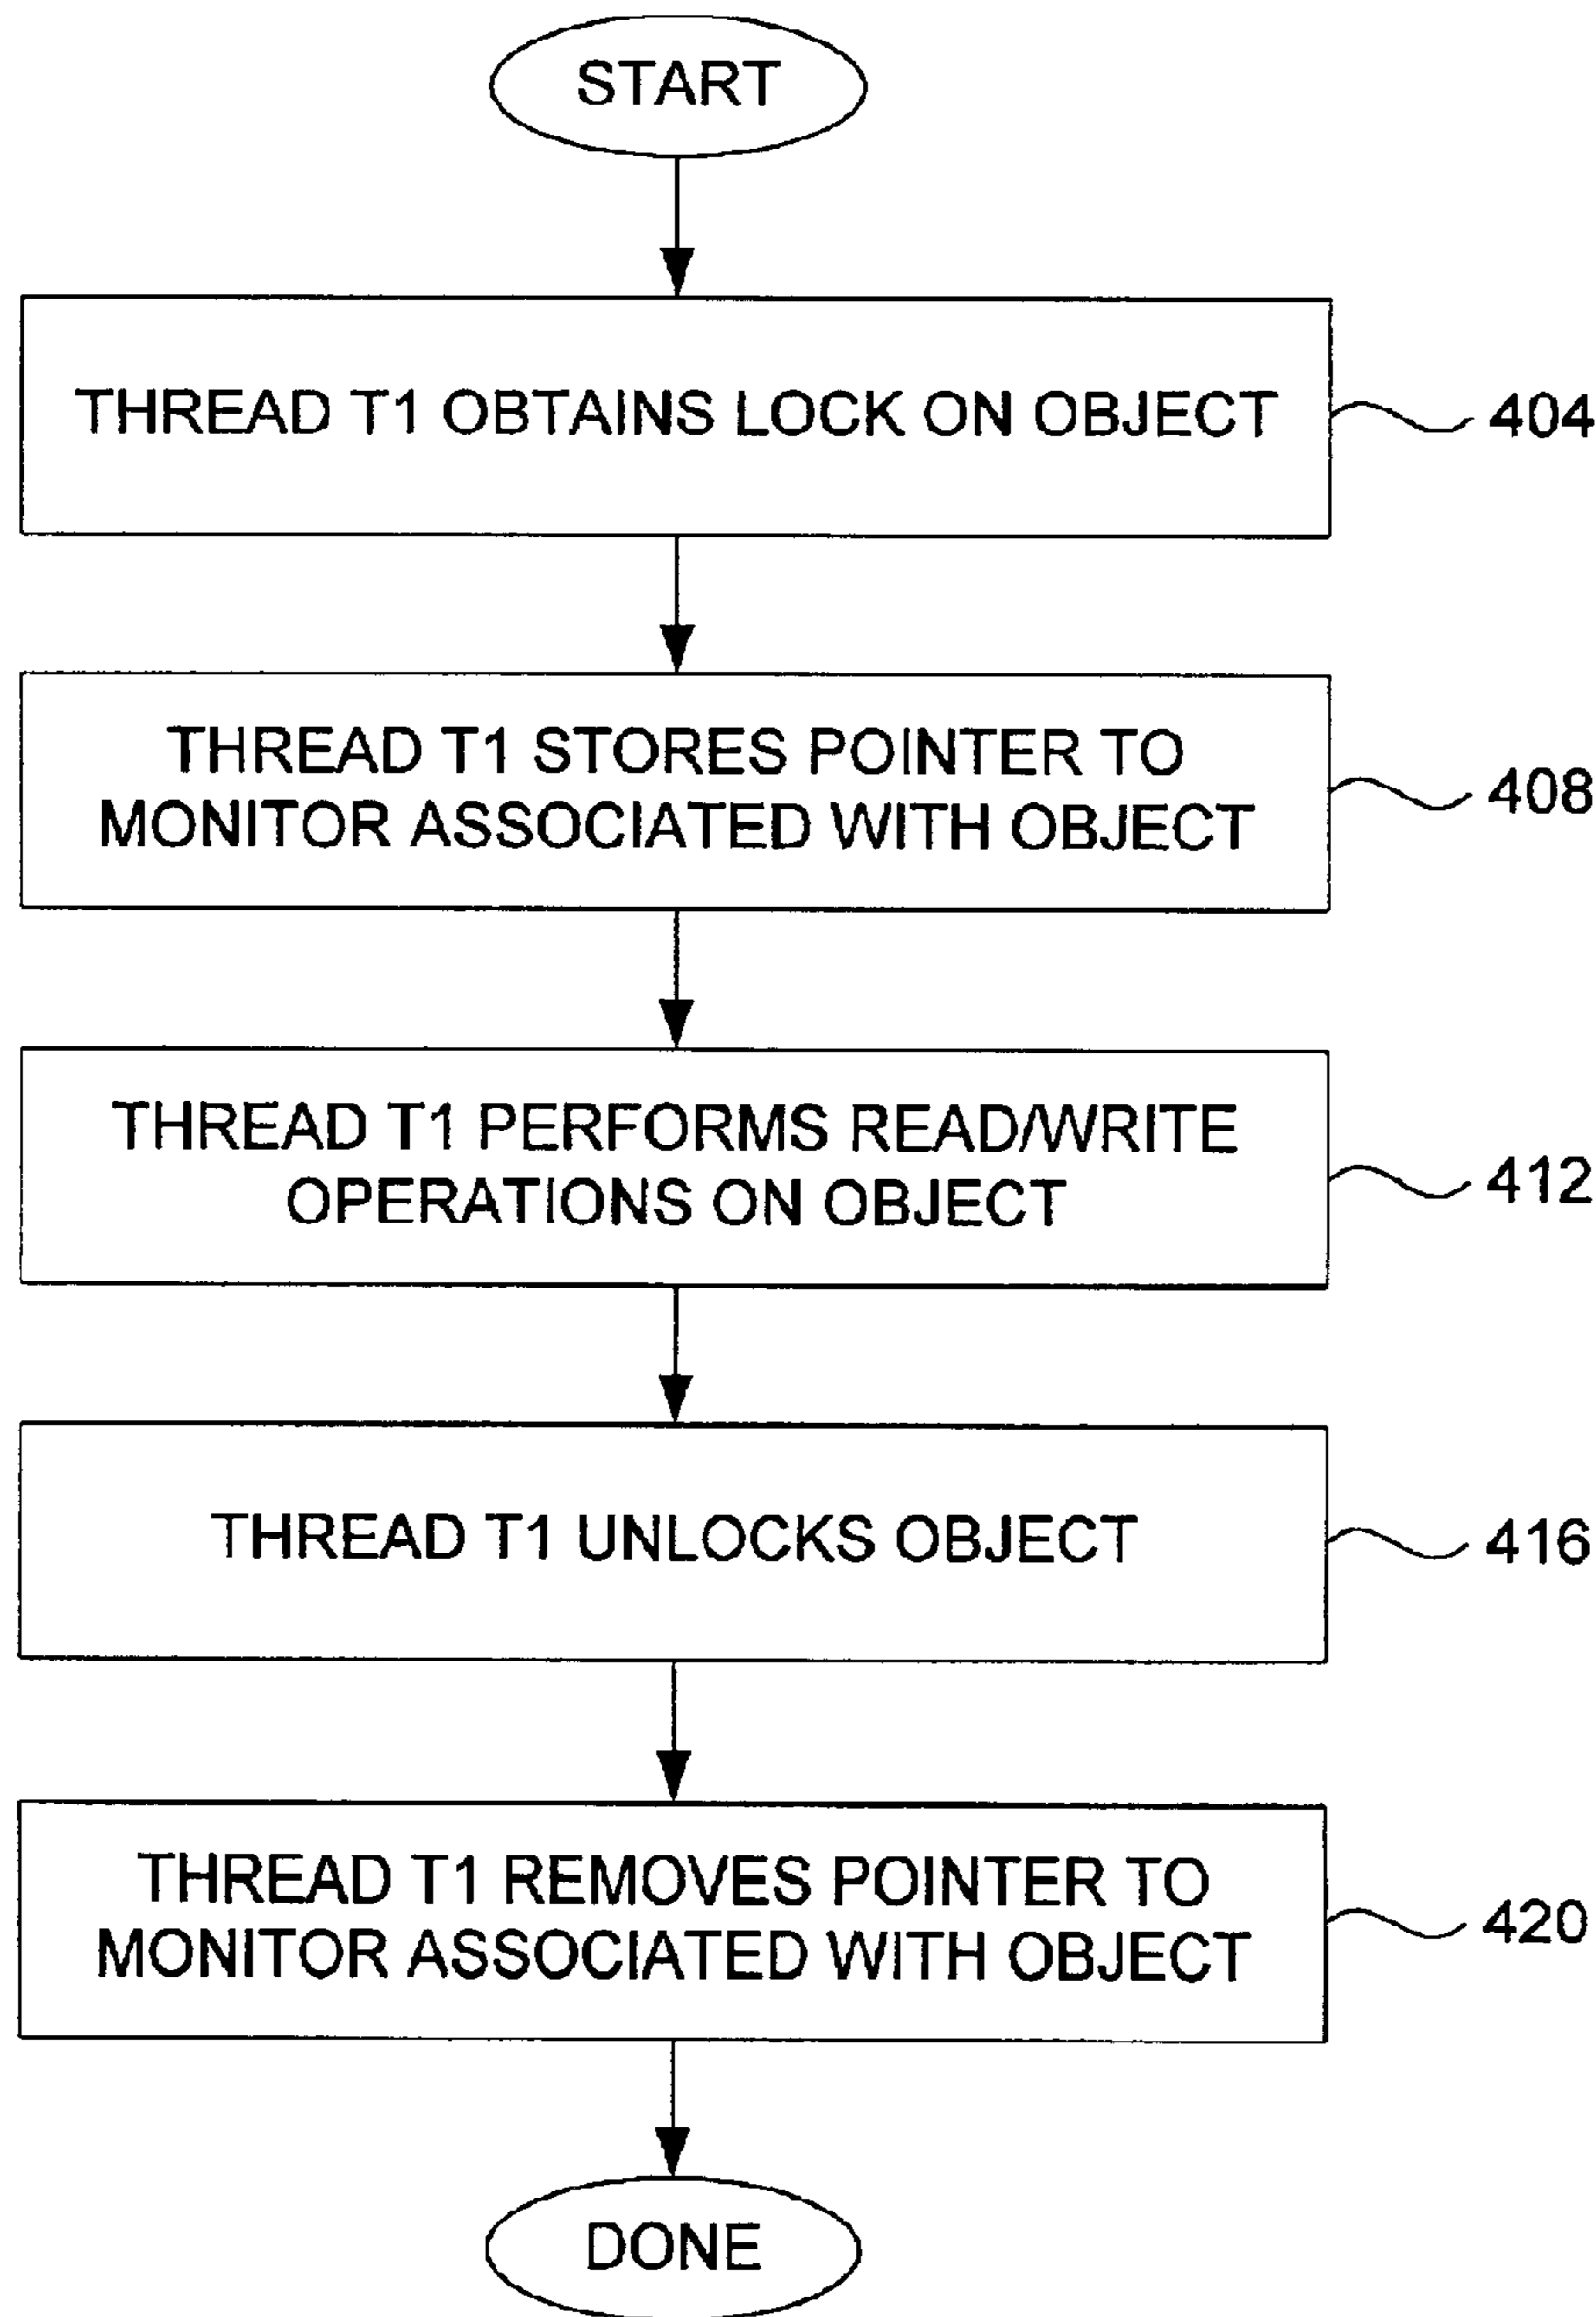 START
THREAD T1 OBTAINS LOCK ON OBJECT
404
THREAD T1 STORES POINTER TO
MONITOR ASSOCIATED WITH OBJECT
408
THREAD T1 PERFORMS READ/WRITE
OPERATIONS ON OBJECT
412
THREAD T1 UNLOCKS OBJECT
416
THREAD T1 REMOVES POINTER TO
MONITOR ASSOCIATED WITH OBJECT
420
DONE